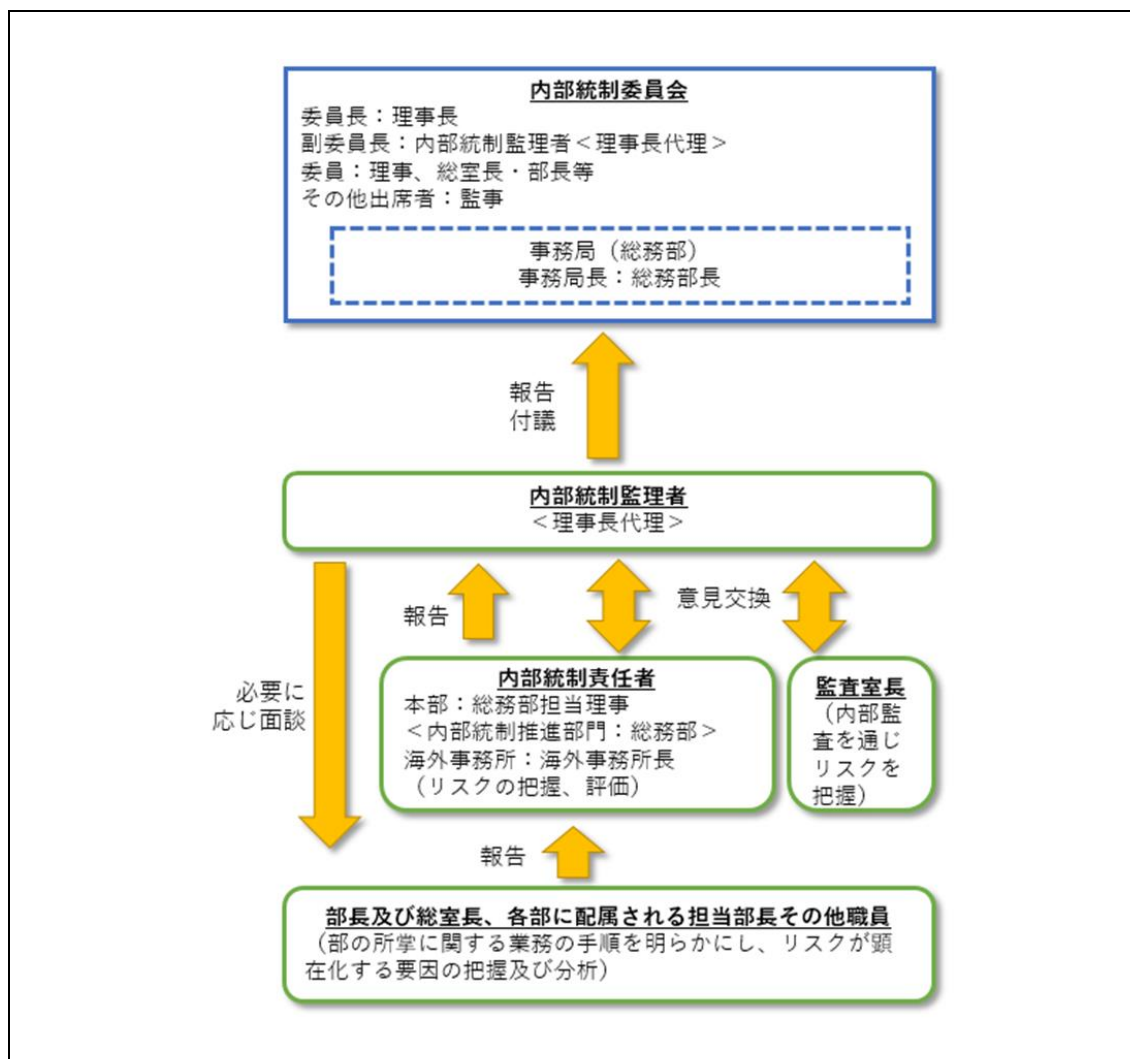 内部統制委員会
委員長：理事長
副委員長：内部統制監理者＜理事長代理＞
委員：理事、総室長・部長等
その他出席者：監事
事務局（総務部）
事務局長：総務部長
報告
付議
内部統制監理者
＜理事長代理＞
報告
意見交換
必要に
応じ面談
内部統制責任者
本部：総務部担当理事
＜内部統制推進部門：総務部＞
海外事務所：海外事務所長
（リスクの把握、評価）
監査室長
（内部監
査を通じ
リスクを
把握）
報告
部長及び総室長、各部に配属される担当部長その他職員
（部の所掌に関する業務の手順を明らかにし、リスクが顕
在化する要因の把握及び分析）